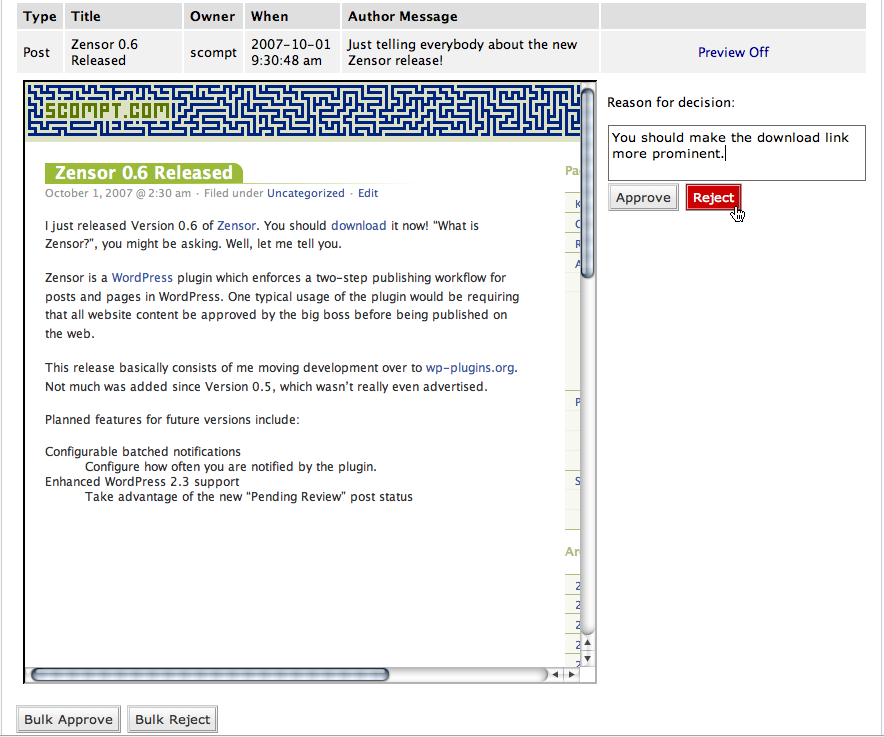 Type Title Owner When Author Message
Post Zensor 0.6 Released scompt 2007-10-01 9:30:48 am Just telling everybody about the new Zensor release! Preview Off
SCOMPT.COM
Reason for decision:
You should make the download link
more prominent.
Approve Reject
Zensor 0.6 Released
October 1, 2007 @ 2:30 am · Filed under Uncategorized · Edit
I just released Version 0.6 of Zensor. You should download it now! "What is
Zensor?", you might be asking. Well, let me tell you.
Zensor is a WordPress plugin which enforces a two-step publishing workflow for
posts and pages in WordPress. One typical usage of the plugin would be requiring
that all website content be approved by the big boss before being published on
the web.
This release basically consists of me moving development over to wp-plugins.org.
Not much was added since Version 0.5, which wasn't really even advertised.
Planned features for future versions include:
Configurable batched notifications
Configure how often you are notified by the plugin.
Enhanced WordPress 2.3 support
Take advantage of the new "Pending Review" post status
Bulk Approve Bulk Reject